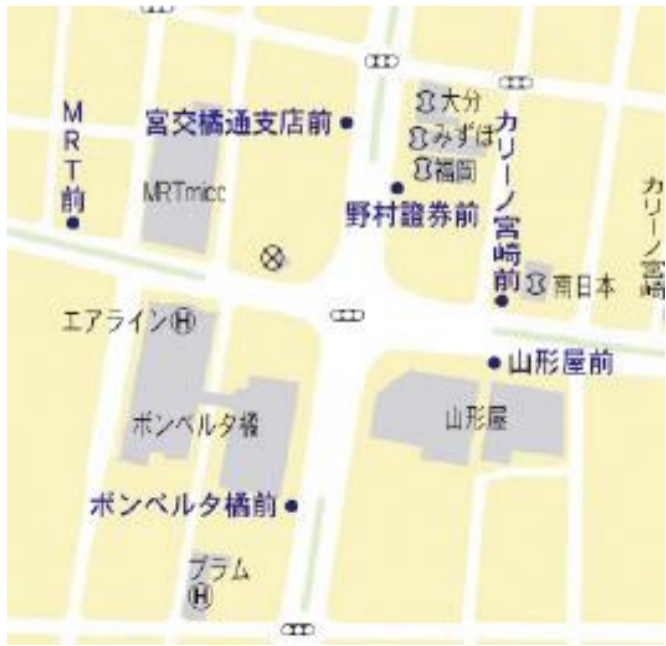 大分
宮交橘通支店前
みずほ
MRT前
福岡
カリーノ宮崎前
MRTmicc
カリーノ宮崎
野村證券前
南日本
エアラインⒽ
山形屋前
ボンベルタ橘
山形屋
ボンベルタ橘前
プラム
Ⓗ